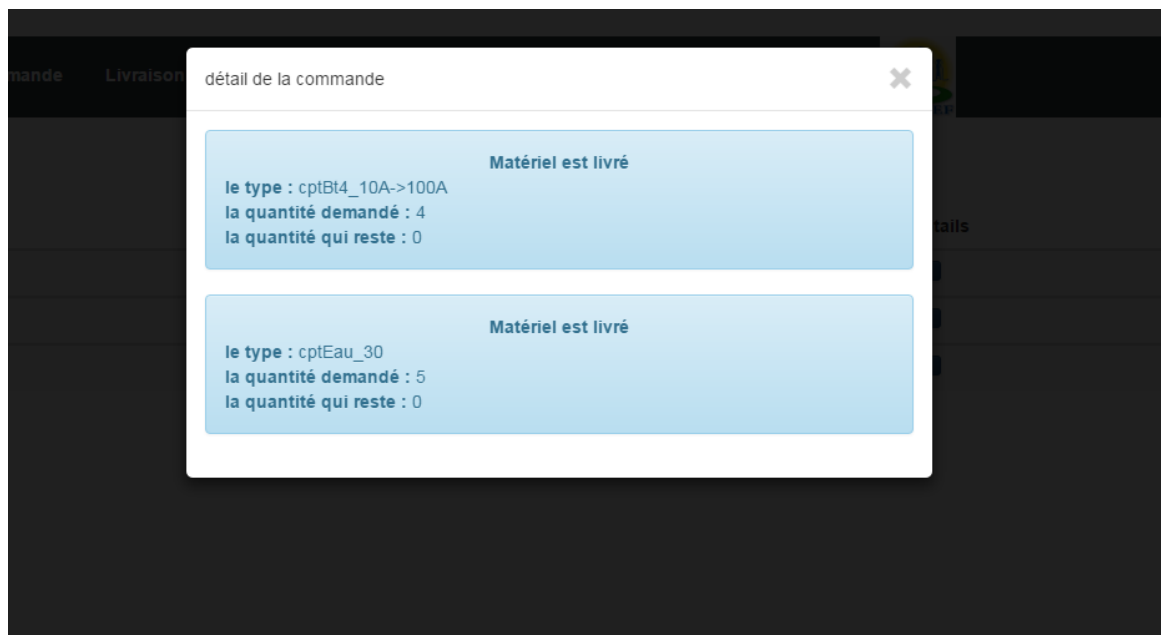 mande Livraison
détail de la commande
Matériel est livré
le type : cptBt4_10A->100A
la quantité demandé : 4
la quantité qui reste : 0
tails
Matériel est livré
le type : cptEau_30
la quantité demandé : 5
la quantité qui reste : 0